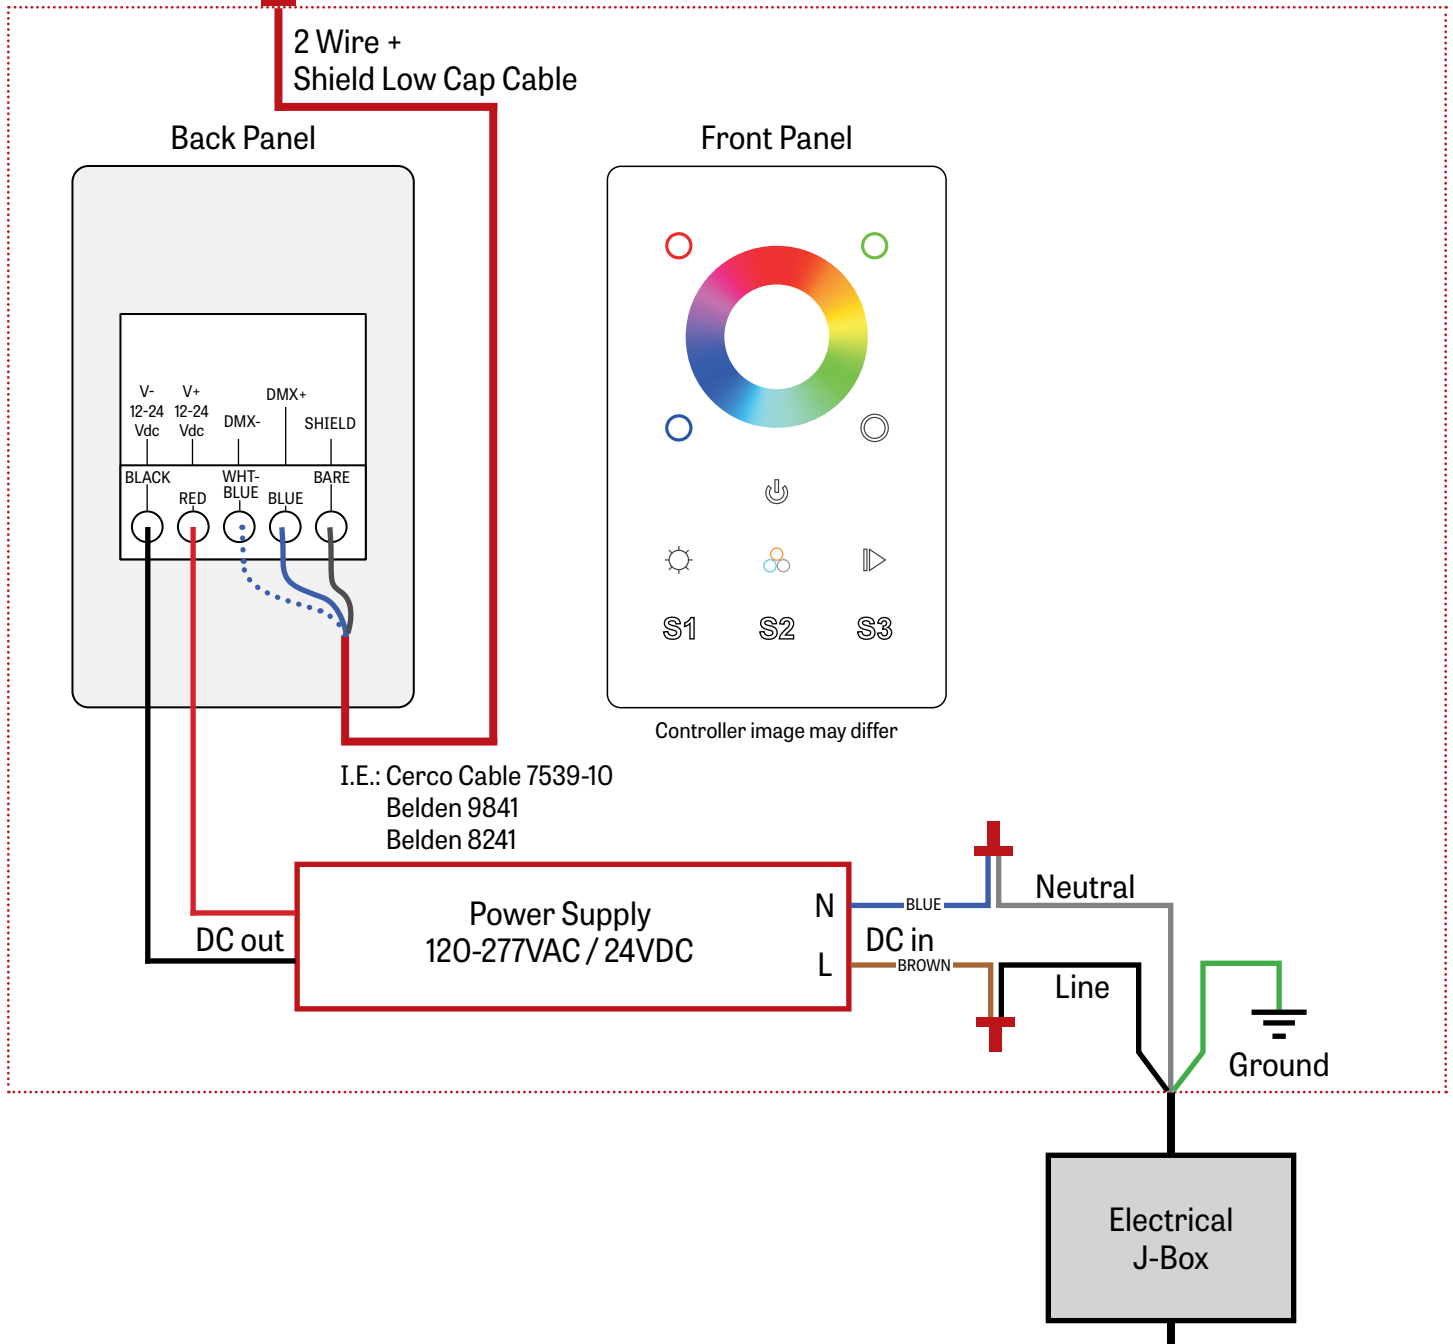 2 Wire +
Shield Low Cap Cable
Back Panel
Front Panel
V-
12-24
Vdc
V+
12-24
Vdc
DMX-
DMX+
SHIELD
BLACK
RED
WHT-
BLUE
BLUE
BARE
S1
S2
S3
Controller image may differ
I.E.: Cerco Cable 7539-10
Belden 9841
Belden 8241
Power Supply
120-277VAC / 24VDC
DC out
N
L
DC in
BLUE
BROWN
Neutral
Line
Ground
Electrical
J-Box